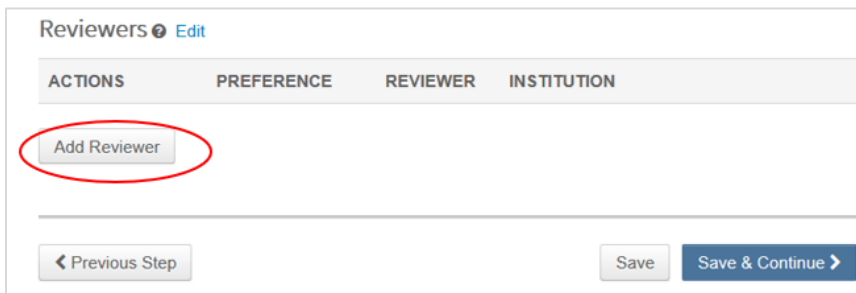 Reviewers ? Edit
ACTIONS PREFERENCE REVIEWER INSTITUTION
Add Reviewer
Previous Step Save Save & Continue